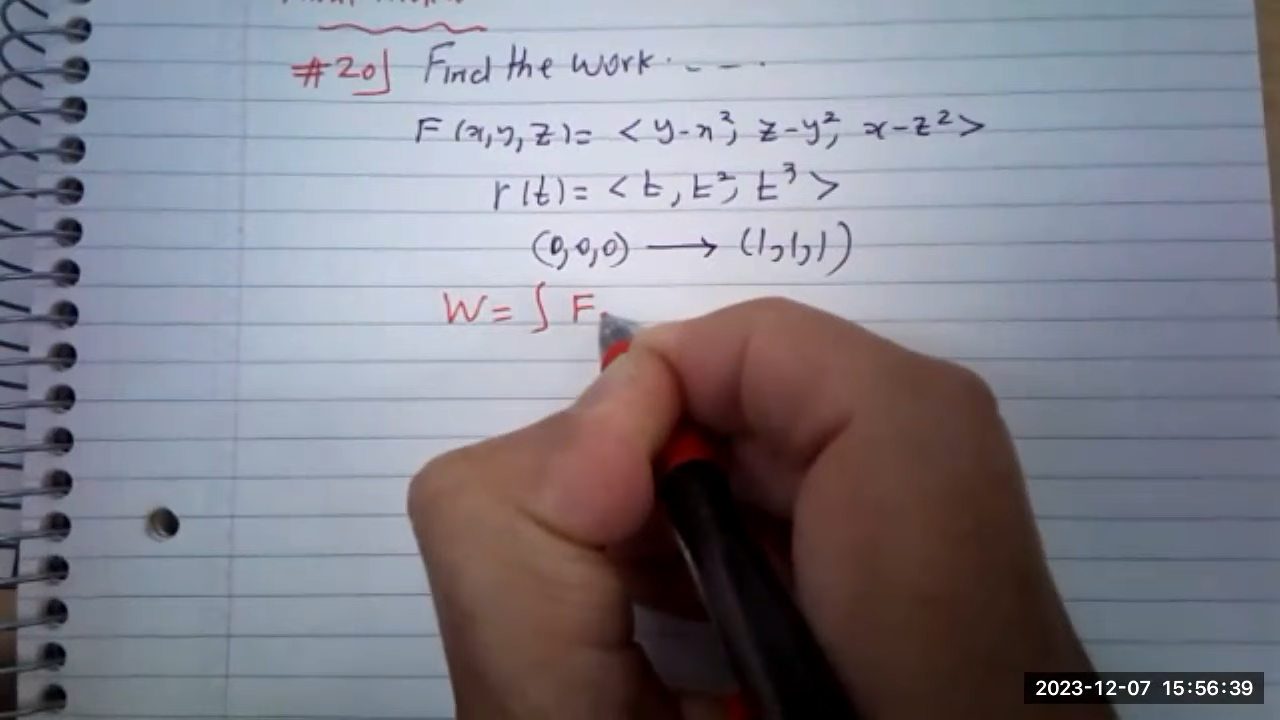 #20] Find the work. - - .
F(x,y,z) = <y-x², z-y², x-z²>
r(t) = <t, t², t³>
(0,0,0) → (1,1,1)
W = ∫ F.
2023-12-07 15:56:39